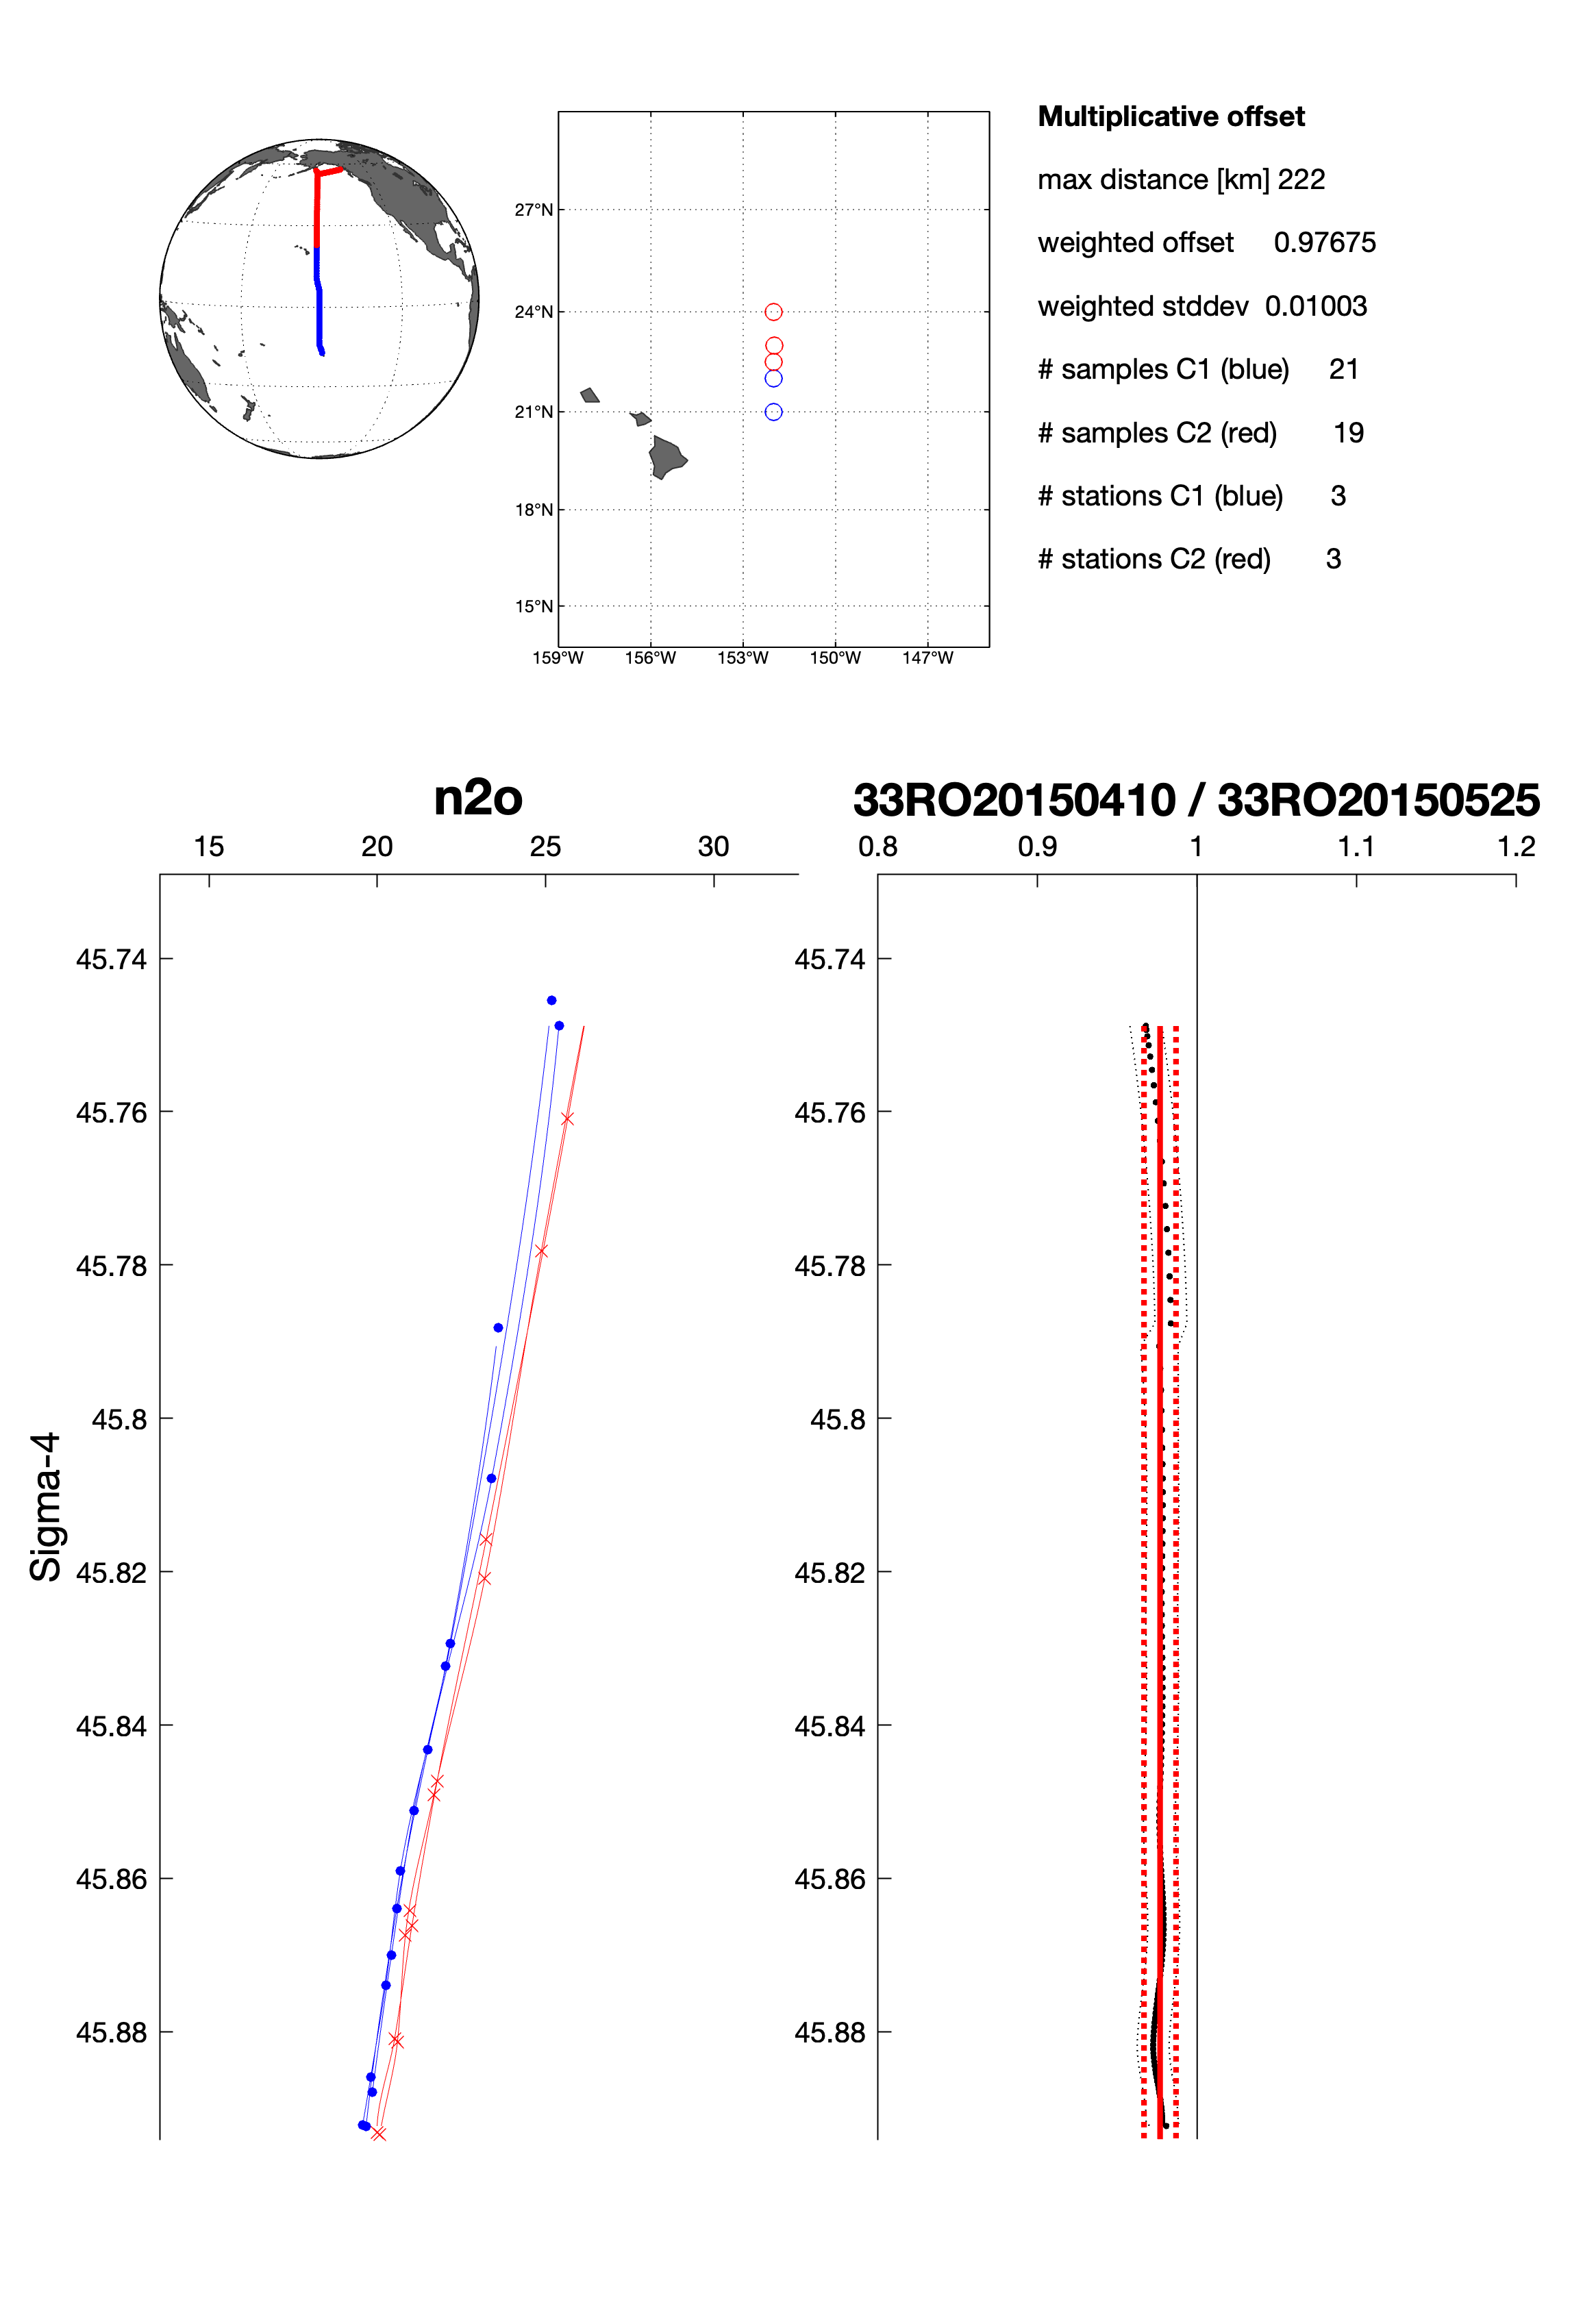 Multiplicative offset
max distance [km] 222
weighted offset 0.97675
weighted stddev 0.01003
# samples C1 (blue) 21
# samples C2 (red) 19
# stations C1 (blue) 3
# stations C2 (red) 3
27°N
24°N
21°N
18°N
15°N
159°W 156°W 153°W 150°W 147°W
n2o
15 20 25 30
45.74
45.76
45.78
45.8
45.82
45.84
45.86
45.88
Sigma-4
33RO20150410 / 33RO20150525
0.8 0.9 1 1.1 1.2
45.74
45.76
45.78
45.8
45.82
45.84
45.86
45.88